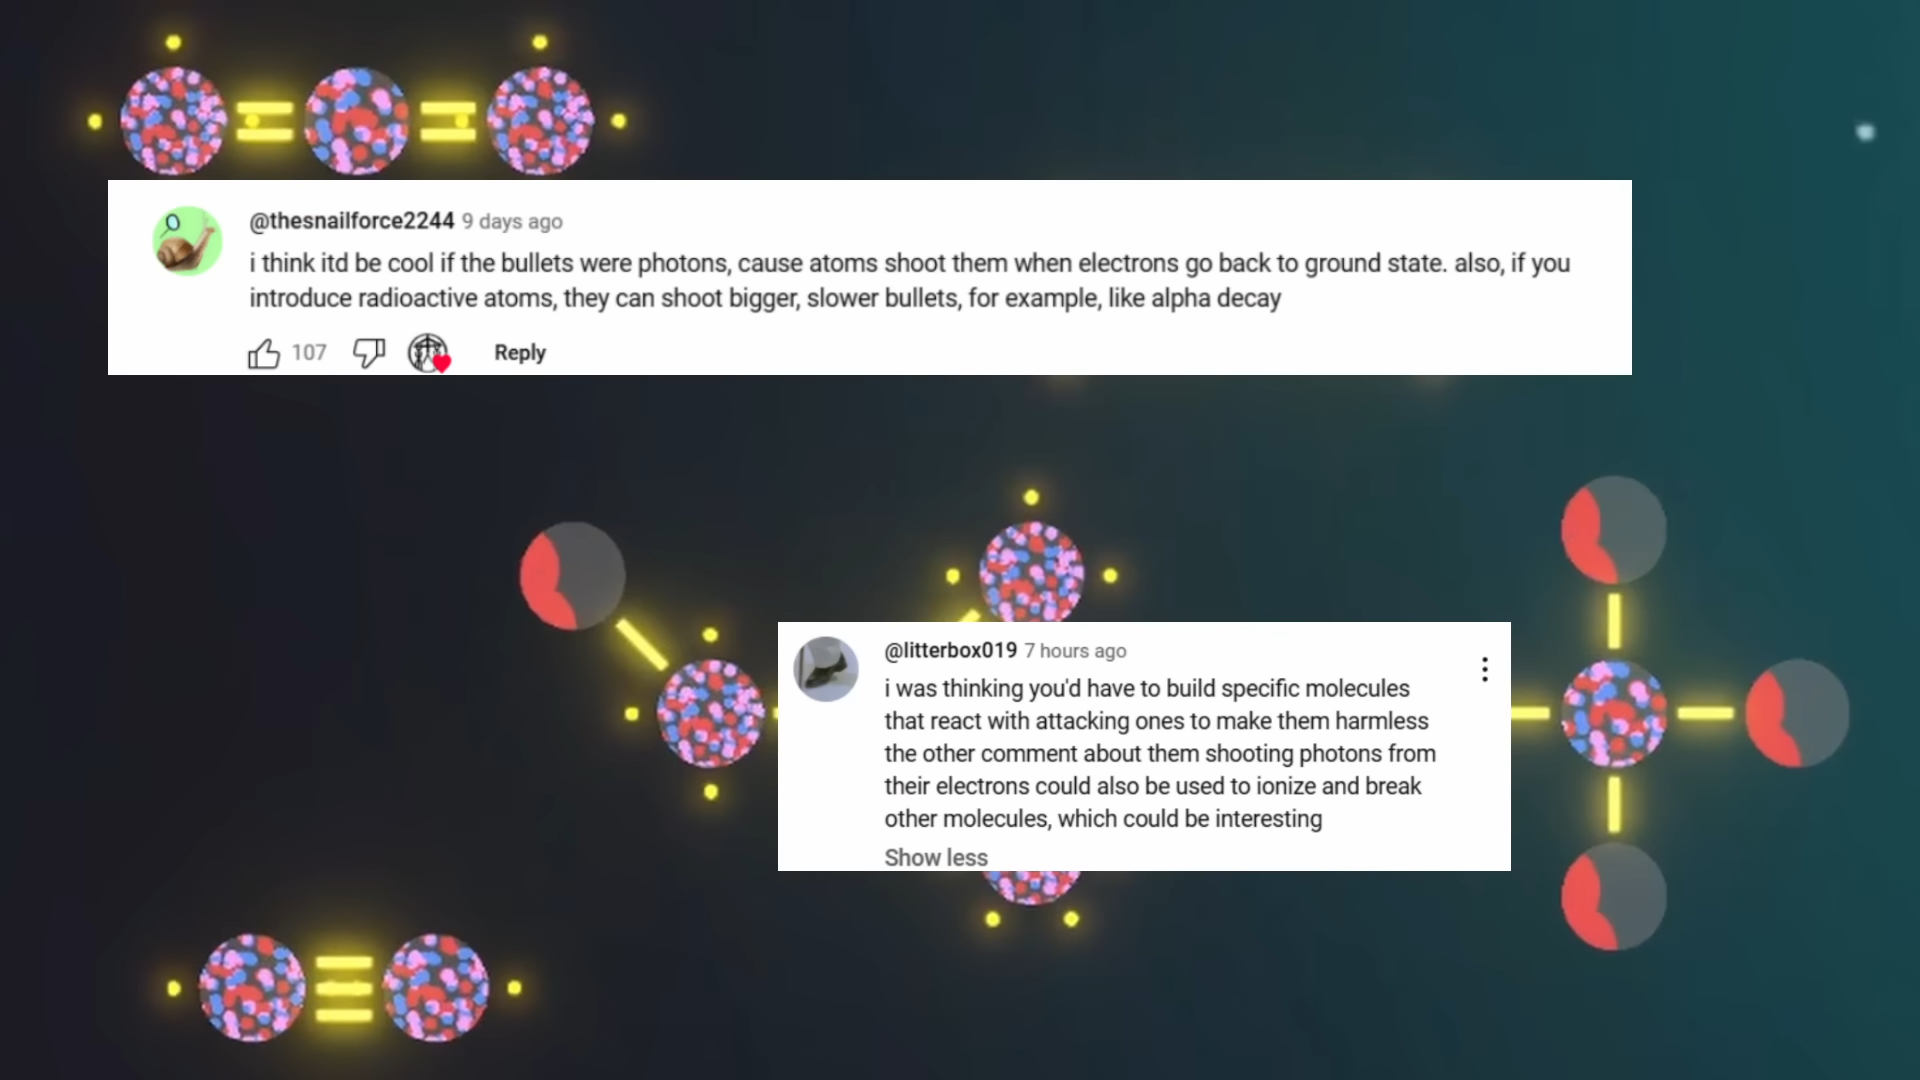 @thesnailforce2244 9 days ago
i think itd be cool if the bullets were photons, cause atoms shoot them when electrons go back to ground state. also, if you
introduce radioactive atoms, they can shoot bigger, slower bullets, for example, like alpha decay
107 Reply
@litterbox019 7 hours ago
i was thinking you'd have to build specific molecules
that react with attacking ones to make them harmless
the other comment about them shooting photons from
their electrons could also be used to ionize and break
other molecules, which could be interesting
Show less